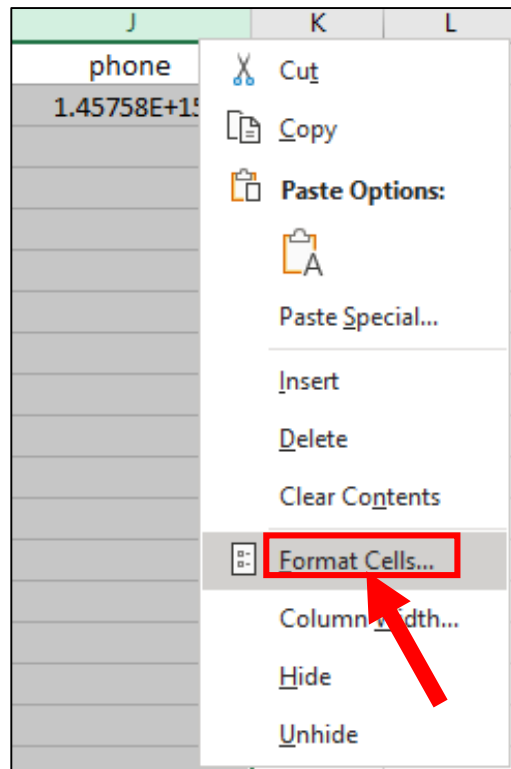 J K L
phone
1.45758E+15
Cut
Copy
Paste Options:
A
Paste Special...
Insert
Delete
Clear Contents
Format Cells...
Column Width...
Hide
Unhide